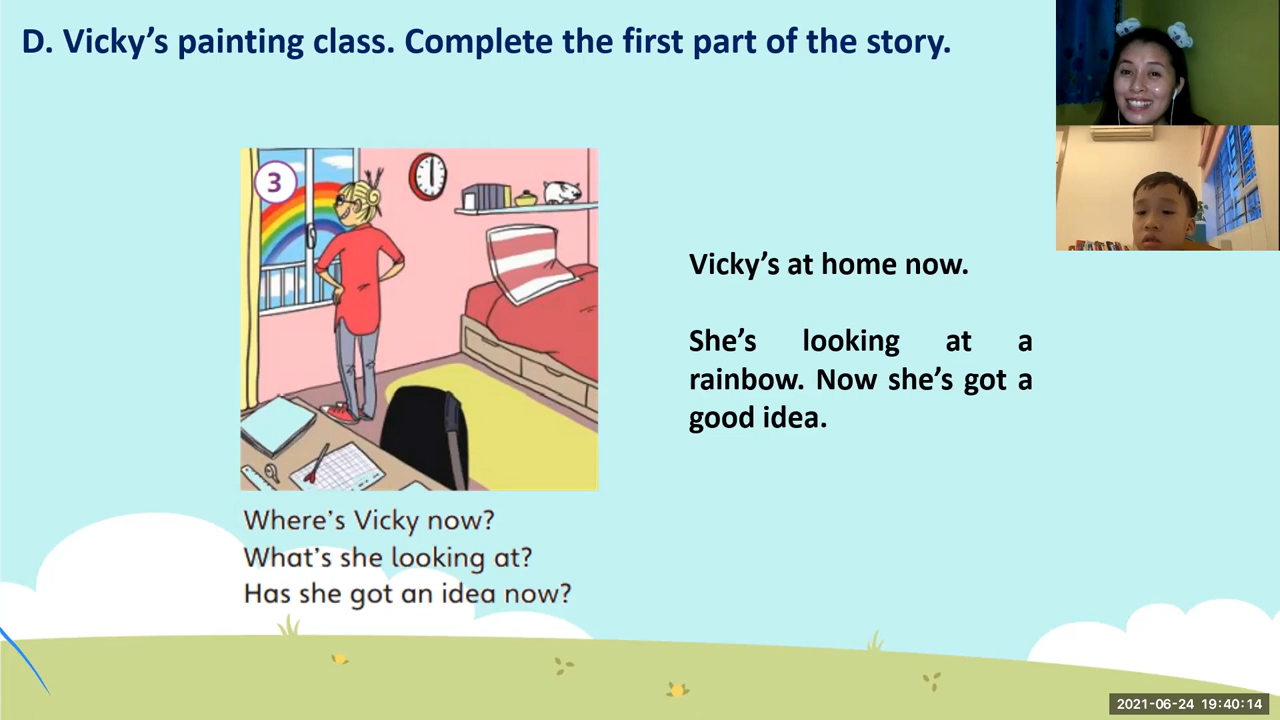 D. Vicky's painting class. Complete the first part of the story.
3
Vicky's at home now.
She's looking at a
rainbow. Now she's got a
good idea.
Where's Vicky now?
What's she looking at?
Has she got an idea now?
2021-06-24 19:40:14